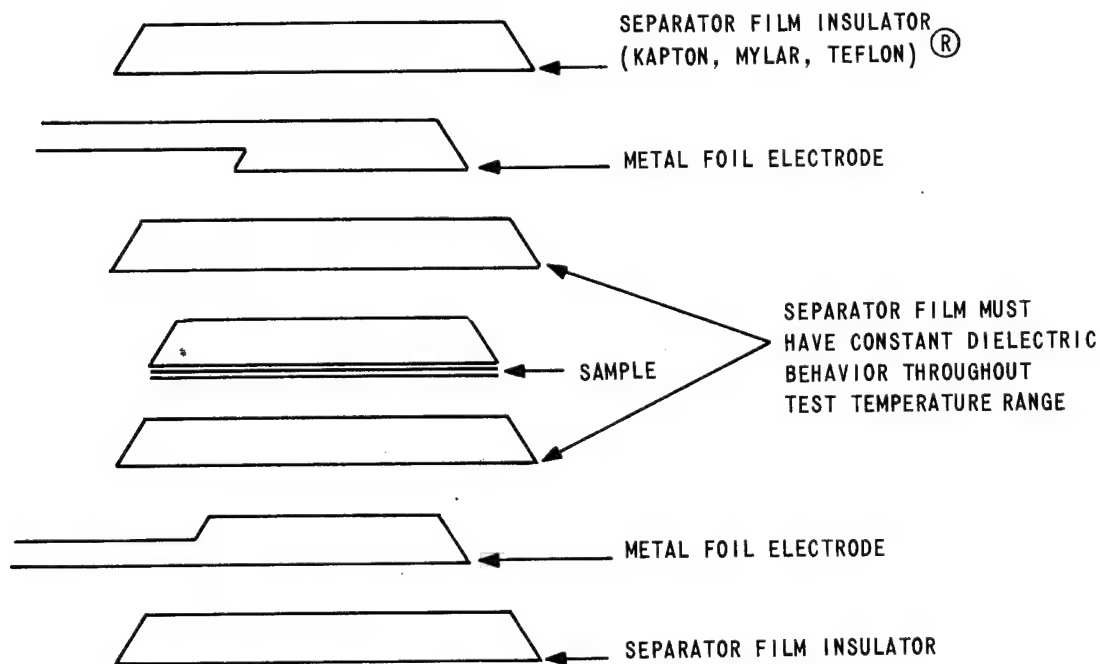 SEPARATOR FILM INSULATOR
(KAPTON, MYLAR, TEFLON) ®
METAL FOIL ELECTRODE
SEPARATOR FILM MUST
HAVE CONSTANT DIELECTRIC
BEHAVIOR THROUGHOUT
TEST TEMPERATURE RANGE
SAMPLE
METAL FOIL ELECTRODE
SEPARATOR FILM INSULATOR